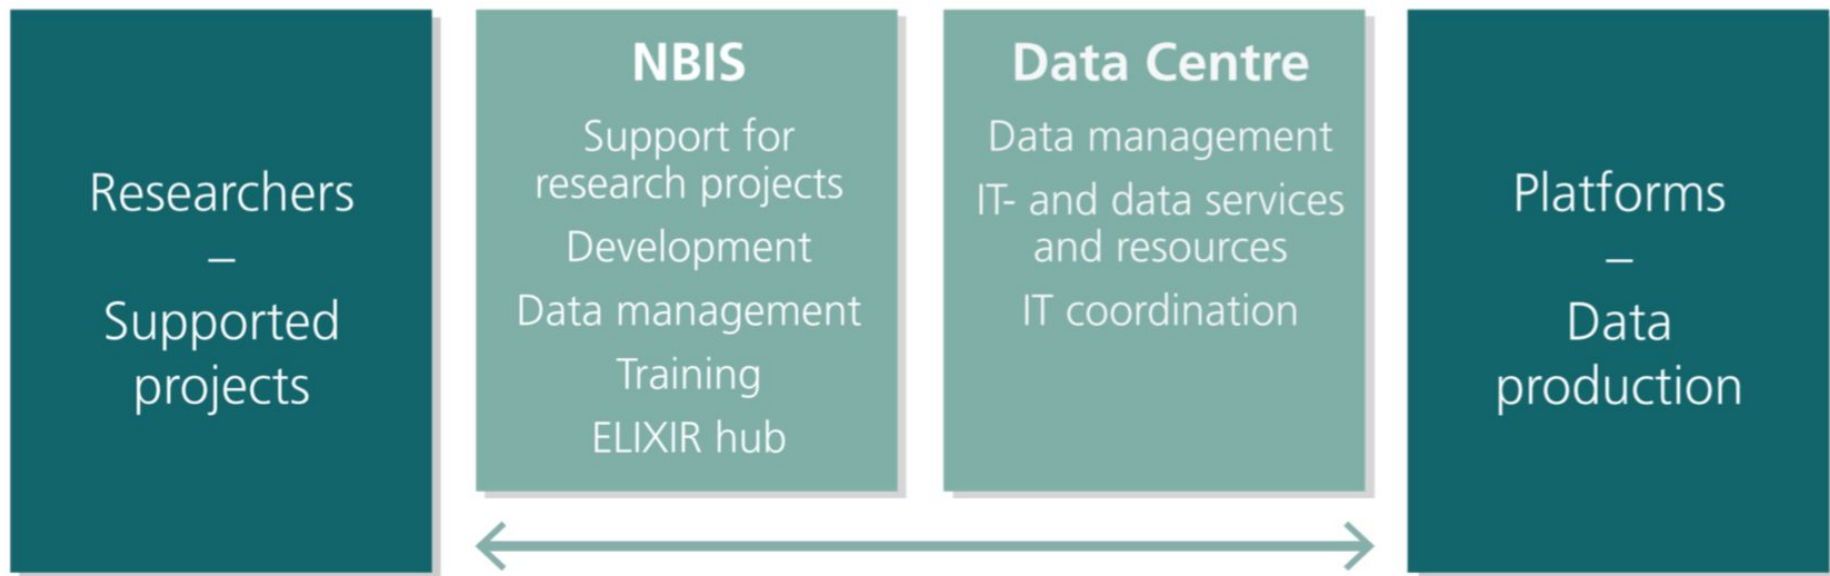 Researchers
–
Supported
projects
NBIS
Support for
research projects
Development
Data management
Training
ELIXIR hub
Data Centre
Data management
IT- and data services
and resources
IT coordination
Platforms
–
Data
production